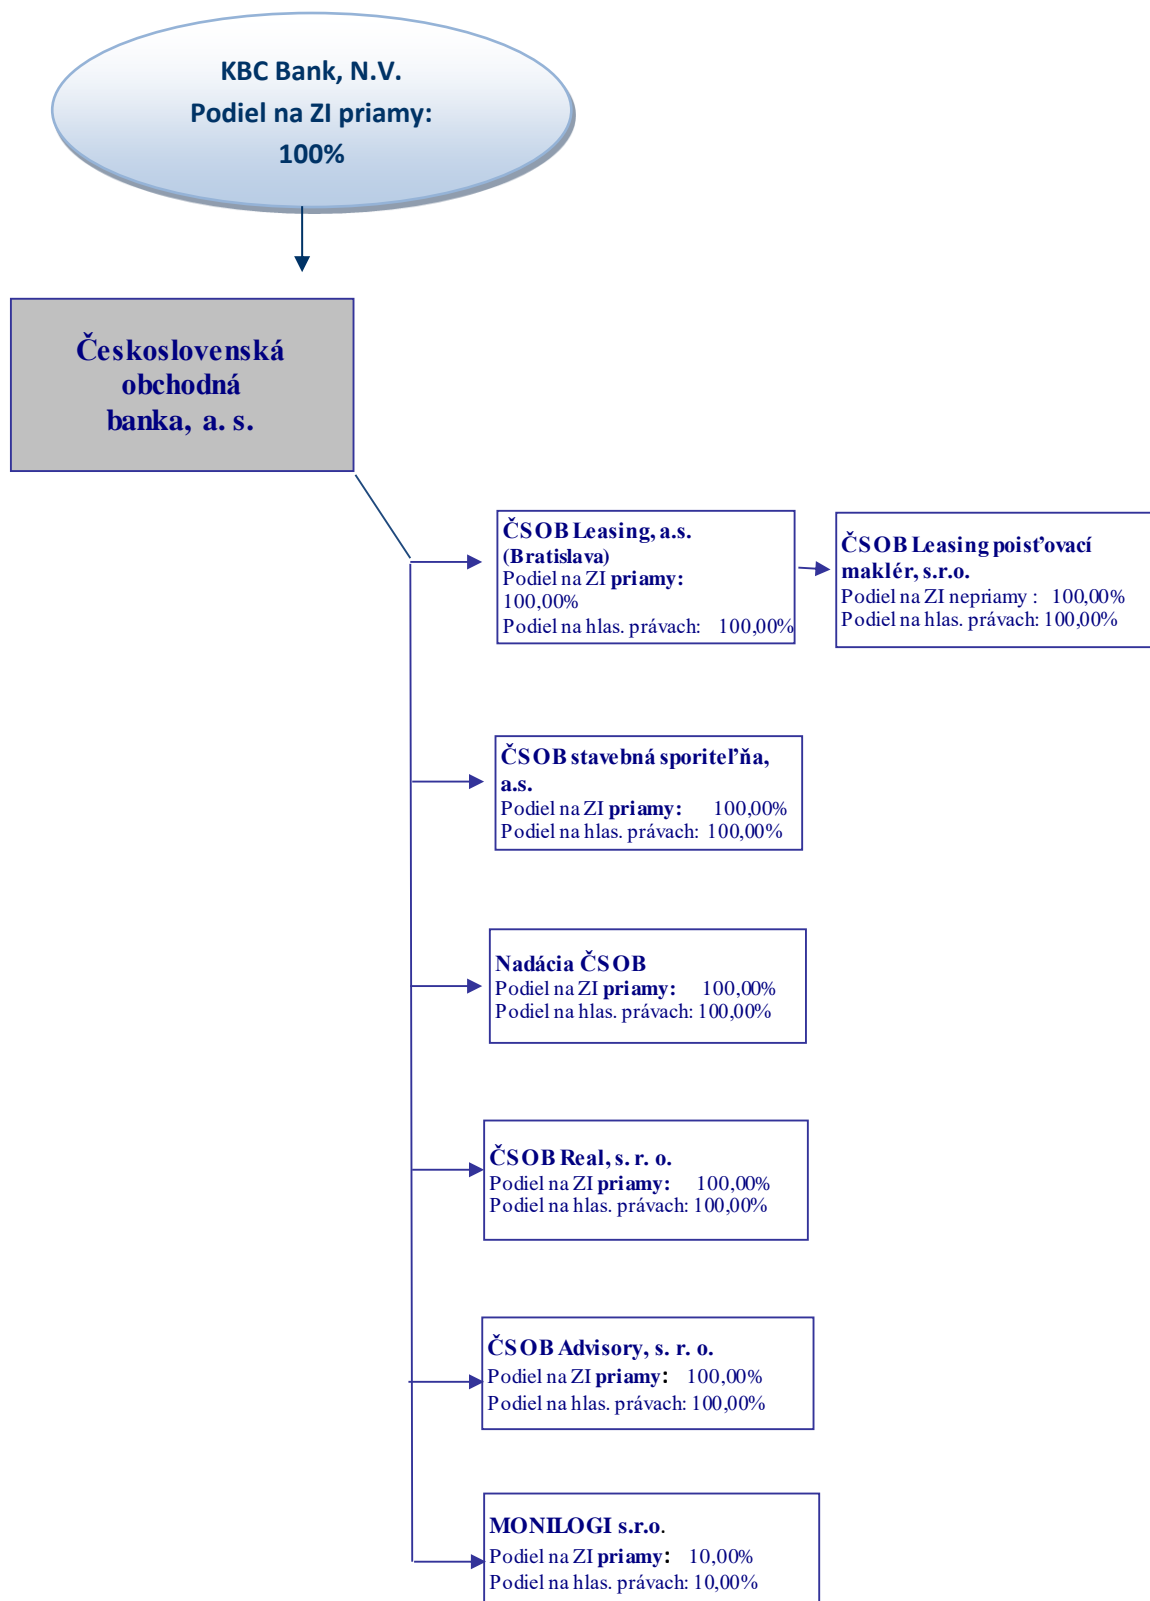 KBC Bank, N.V.
Podiel na ZI priamy:
100%
Československá
obchodná
banka, a. s.
ČSOB Leasing, a.s.
(Bratislava)
Podiel na ZI priamy:
100,00%
Podiel na hlas. právach: 100,00%
ČSOB Leasing poisťovací
maklér, s.r.o.
Podiel na ZI nepriamy : 100,00%
Podiel na hlas. právach: 100,00%
ČSOB stavebná sporiteľňa,
a.s.
Podiel na ZI priamy: 100,00%
Podiel na hlas. právach: 100,00%
Nadácia ČSOB
Podiel na ZI priamy: 100,00%
Podiel na hlas. právach: 100,00%
ČSOB Real, s. r. o.
Podiel na ZI priamy: 100,00%
Podiel na hlas. právach: 100,00%
ČSOB Advisory, s. r. o.
Podiel na ZI priamy: 100,00%
Podiel na hlas. právach: 100,00%
MONILOGI s.r.o.
Podiel na ZI priamy: 10,00%
Podiel na hlas. právach: 10,00%